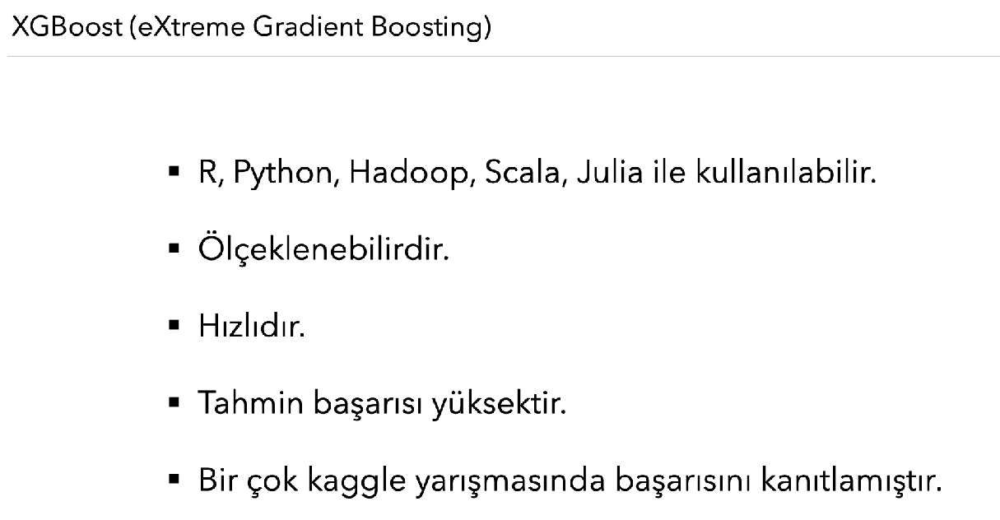 XGBoost (eXtreme Gradient Boosting)
▪ R, Python, Hadoop, Scala, Julia ile kullanılabilir.
▪ Ölçeklenebilirdir.
▪ Hızlıdır.
▪ Tahmin başarısı yüksektir.
▪ Bir çok kaggle yarışmasında başarısını kanıtlamıştır.